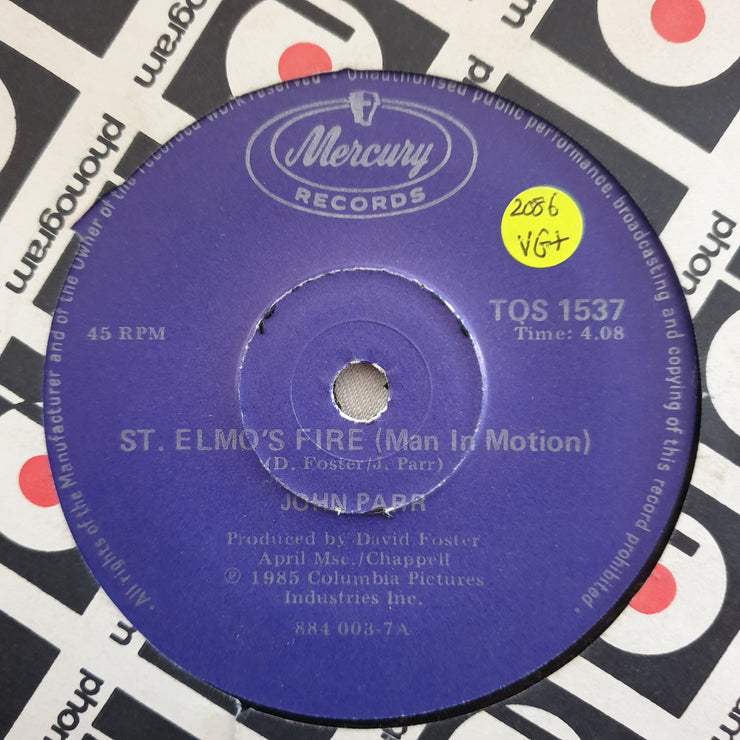 phonogram
phonogram
phonogram
phonogram
phonogram
· All rights of the Manufacturer and of the Owner of the recorded work reserved - Unauthorised public performance, broadcasting and copying of this record prohibited ·
Mercury
RECORDS
2086
VG+
45 RPM
TOS 1537
Time: 4.08
ST. ELMO'S FIRE (Man In Motion)
(D. Foster/J. Parr)
JOHN PARR
Produced by David Foster
April Msc./Chappell
℗ 1985 Columbia Pictures
Industries Inc.
884 003-7A